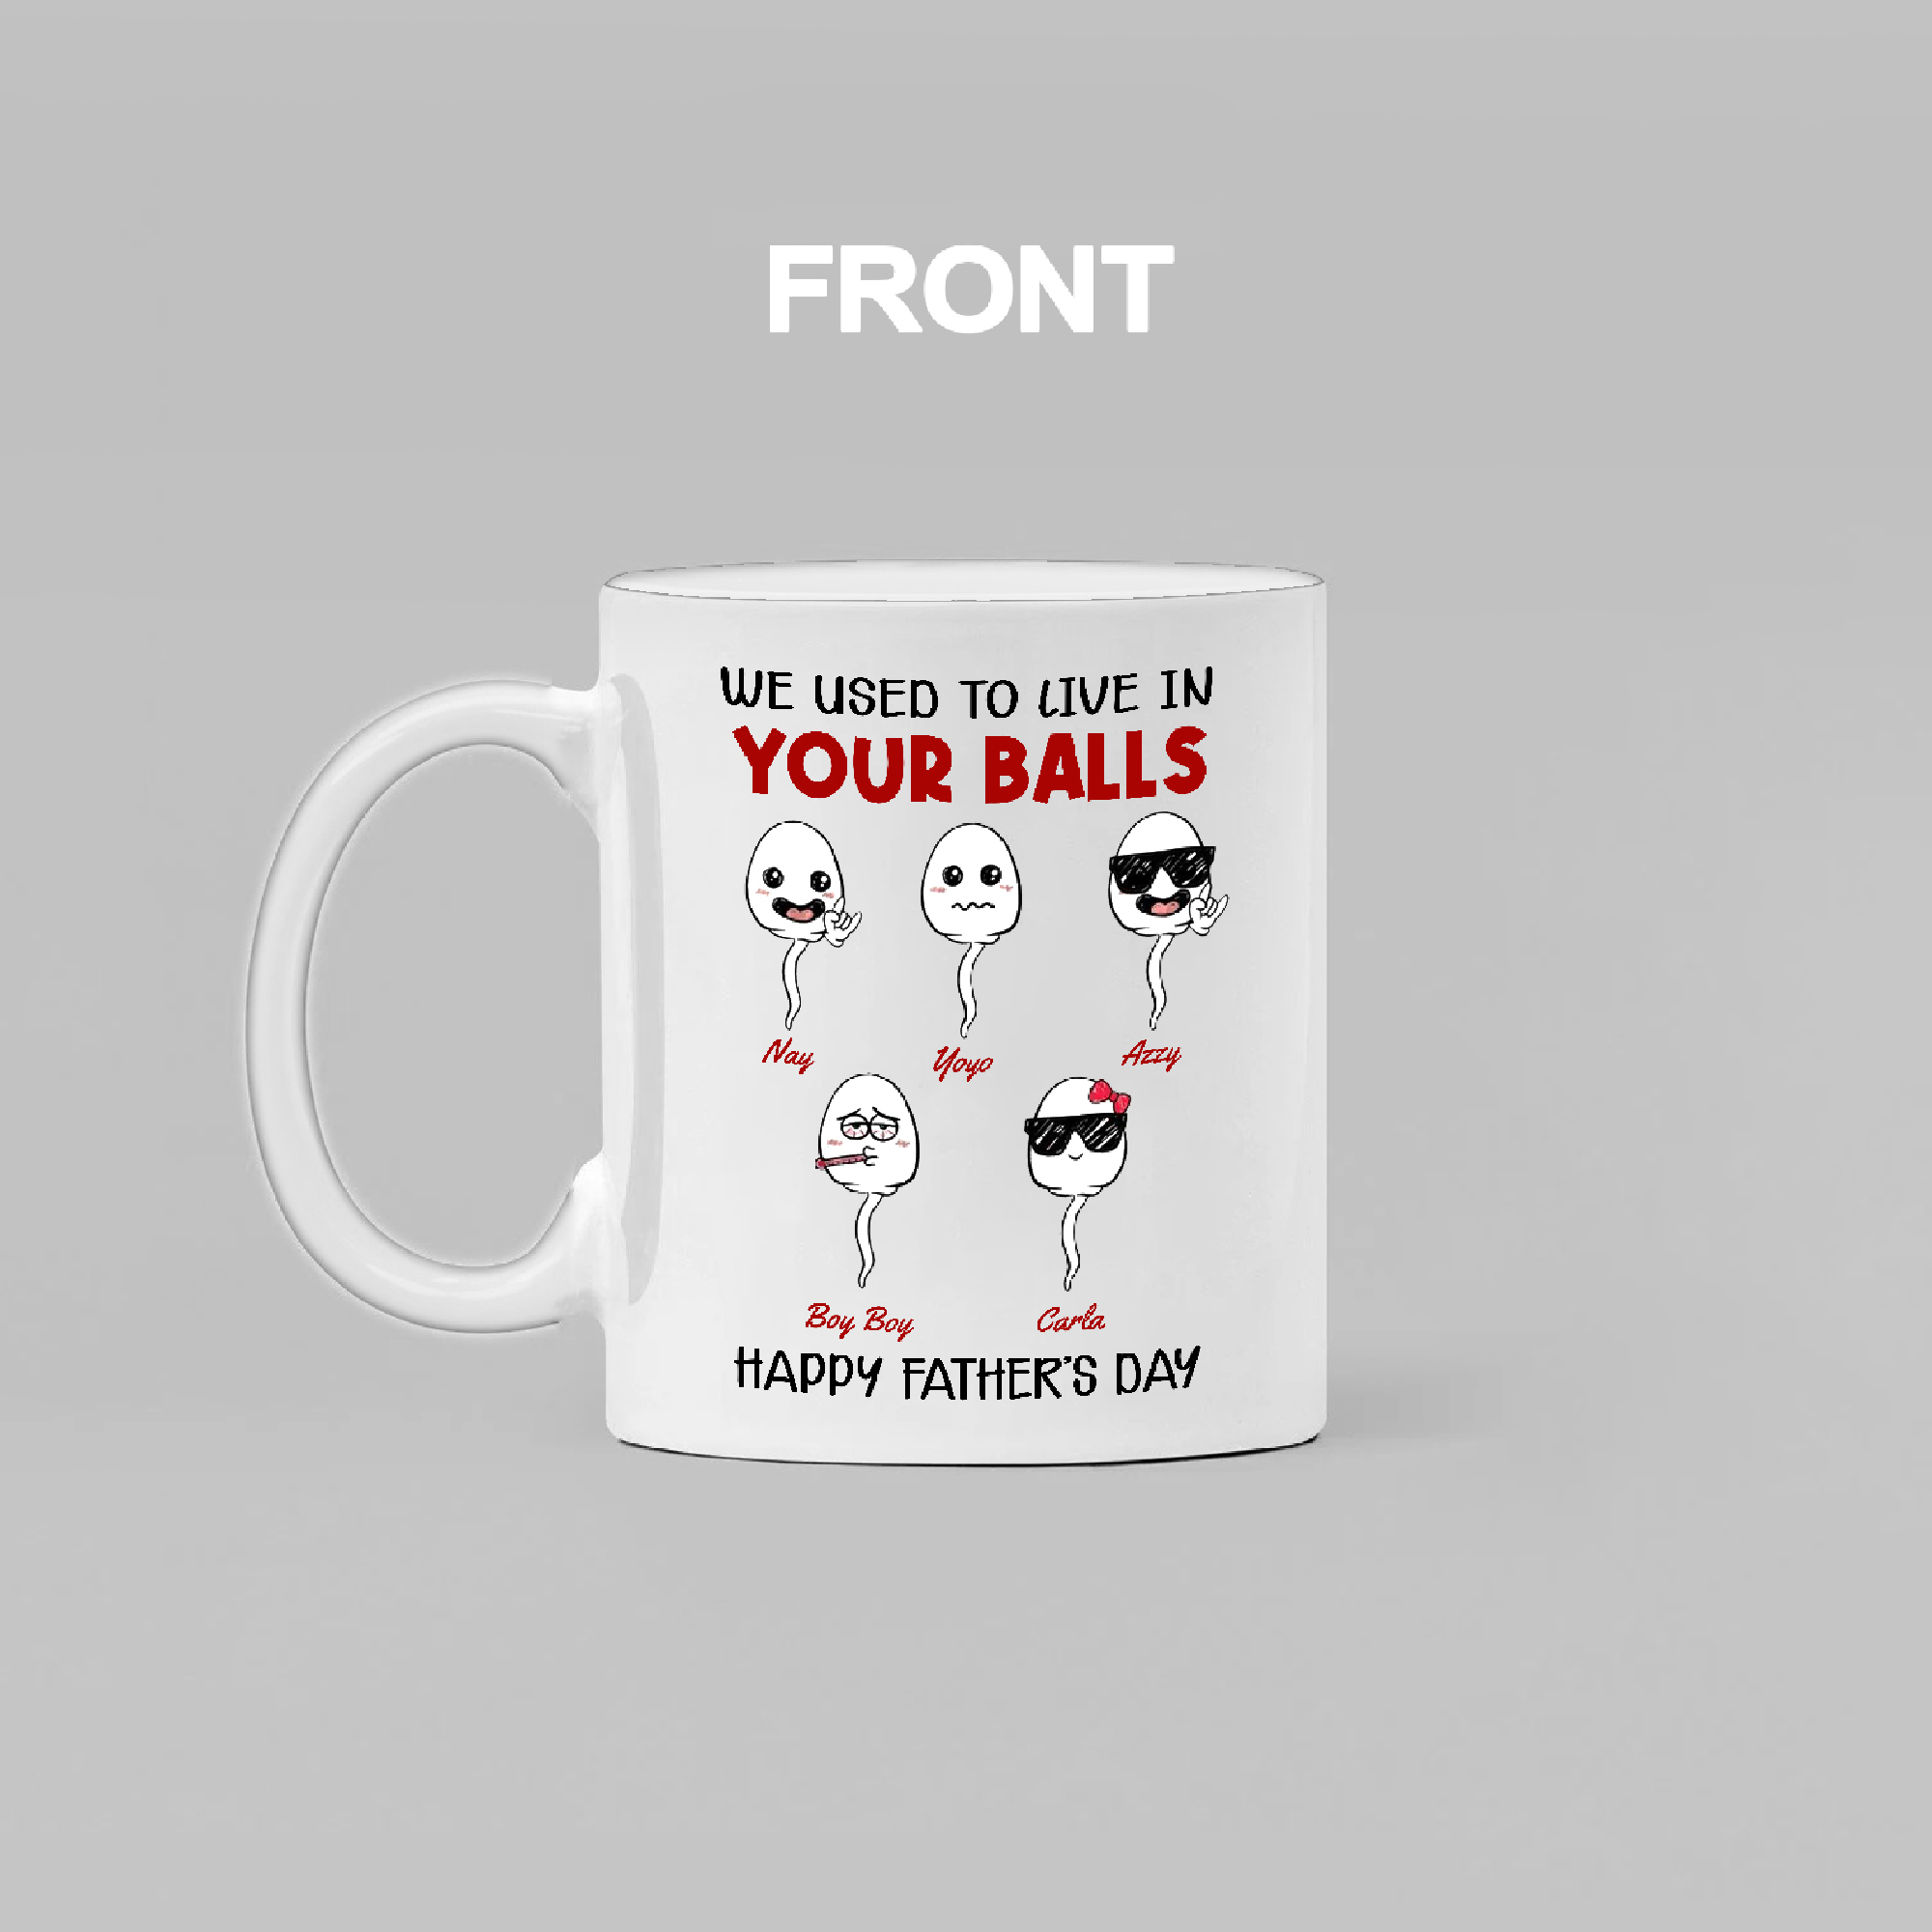 FRONT
WE USED TO LIVE IN
YOUR BALLS
Nay Yoyo Azzy
Boy Boy Carla
HAPPY FATHER'S DAY